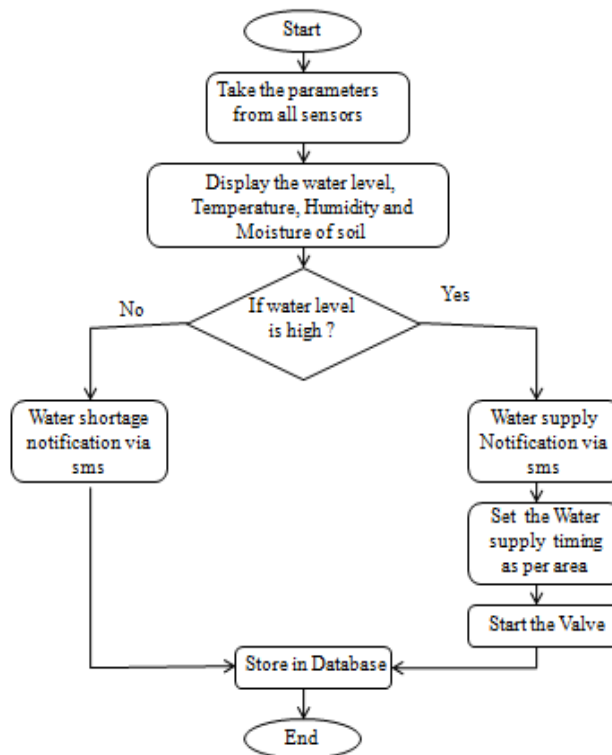 Start
Take the parameters
from all sensors
Display the water level,
Temperature, Humidity and
Moisture of soil
If water level
is high ?
No
Yes
Water shortage
notification via
sms
Water supply
Notification via
sms
Set the Water
supply timing
as per area
Start the Valve
Store in Database
End